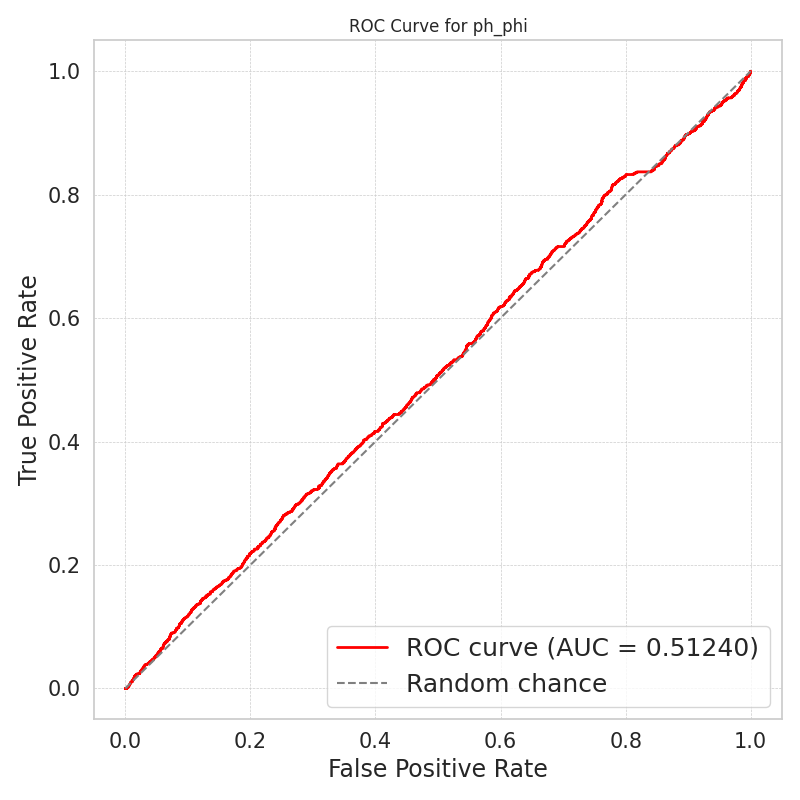 ROC Curve for ph_phi
True Positive Rate
1.0
0.8
0.6
0.4
0.2
0.0
ROC curve (AUC = 0.51240)
Random chance
0.0 0.2 0.4 0.6 0.8 1.0
False Positive Rate